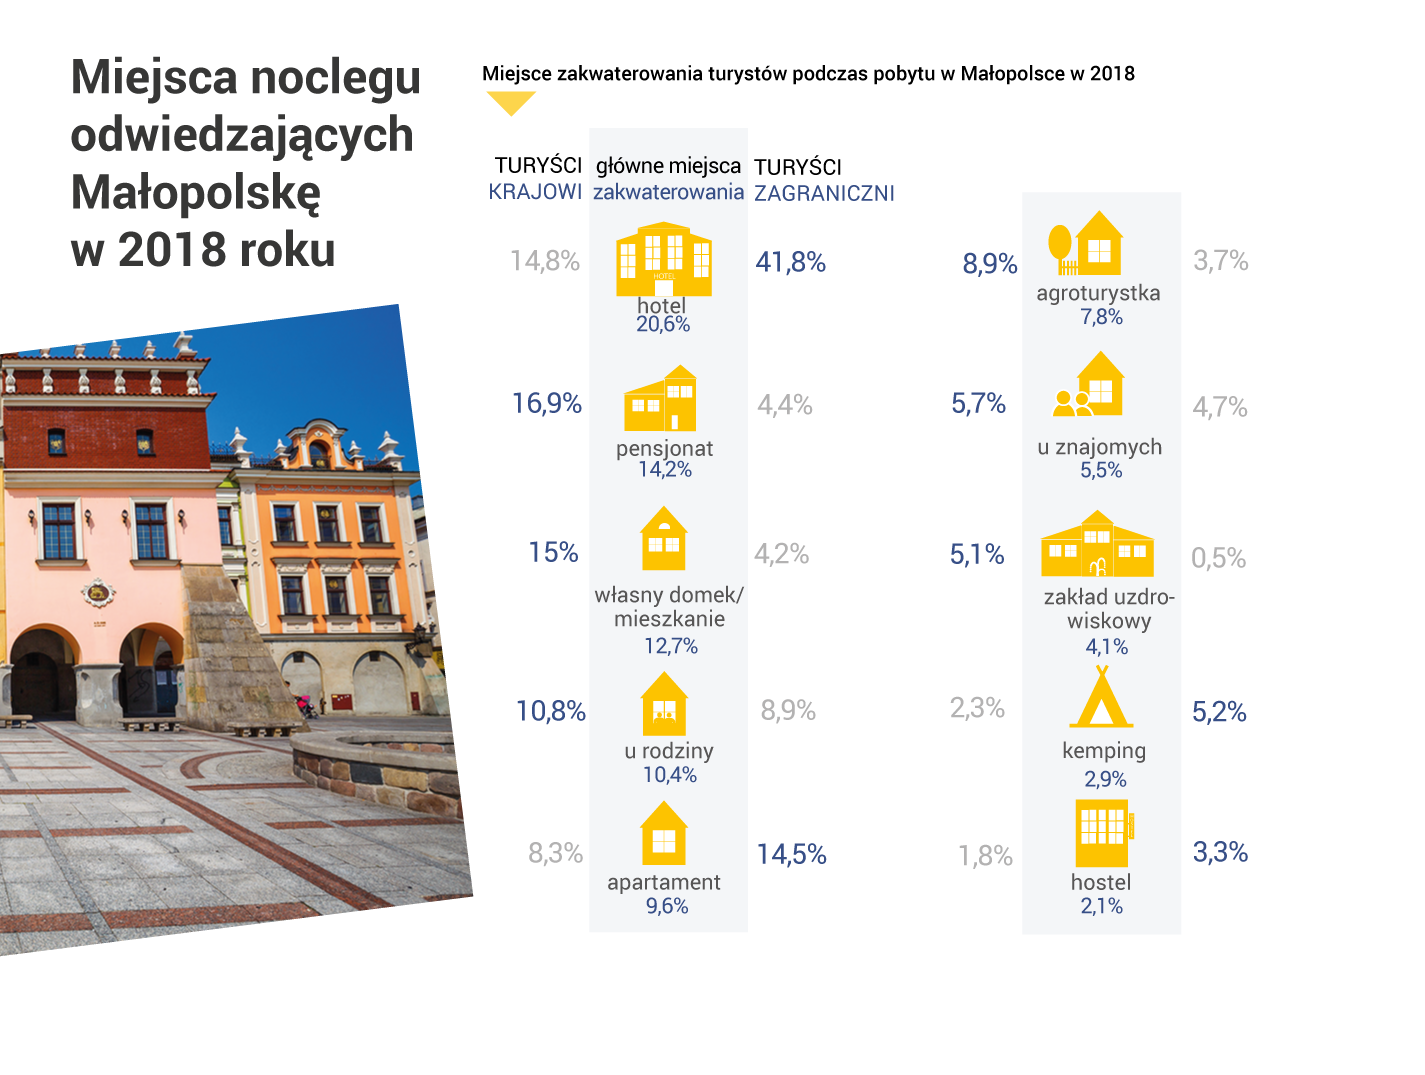 Miejsca noclegu
odwiedzających
Małopolskę
w 2018 roku
Miejsce zakwaterowania turystów podczas pobytu w Małopolsce w 2018
TURYŚCI
KRAJOWI
główne miejsca
zakwaterowania
TURYŚCI
ZAGRANICZNI
14,8%
HOTEL
hotel
20,6%
41,8%
16,9%
pensjonat
14,2%
4,4%
15%
własny domek/
mieszkanie
12,7%
4,2%
10,8%
u rodziny
10,4%
8,9%
8,3%
apartament
9,6%
14,5%
8,9%
agroturystka
7,8%
3,7%
5,7%
u znajomych
5,5%
4,7%
5,1%
zakład uzdro-
wiskowy
4,1%
0,5%
2,3%
kemping
2,9%
5,2%
1,8%
hostel
2,1%
3,3%